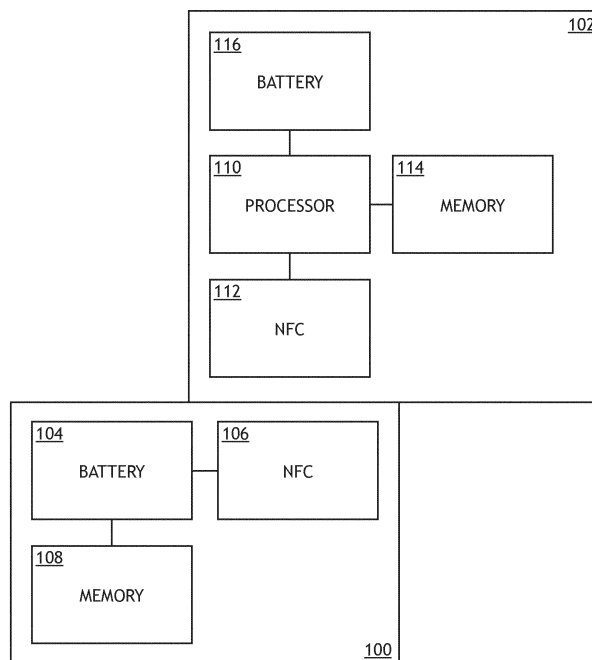 102
116
BATTERY
110
PROCESSOR
114
MEMORY
112
NFC
104
BATTERY
106
NFC
108
MEMORY
100